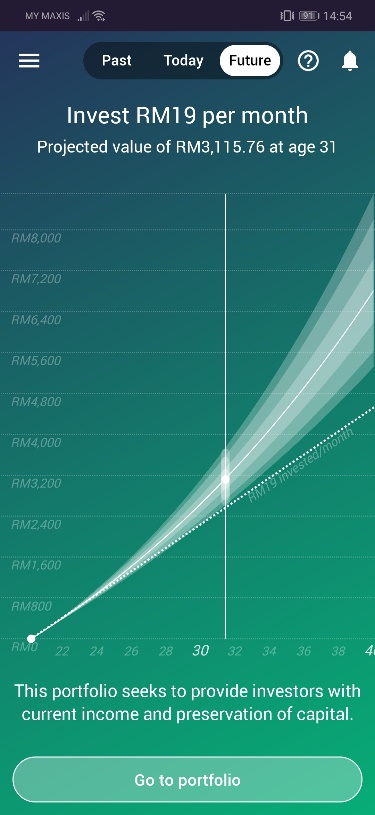 MY MAXIS 91 14:54
Past Today Future
Invest RM19 per month
Projected value of RM3,115.76 at age 31
RM8,000
RM7,200
RM6,400
RM5,600
RM4,800
RM4,000
RM3,200
RM2,400
RM1,600
RM800
RM0
RM19 invested/month
22 24 26 28 30 32 34 36 38 40
This portfolio seeks to provide investors with
current income and preservation of capital.
Go to portfolio